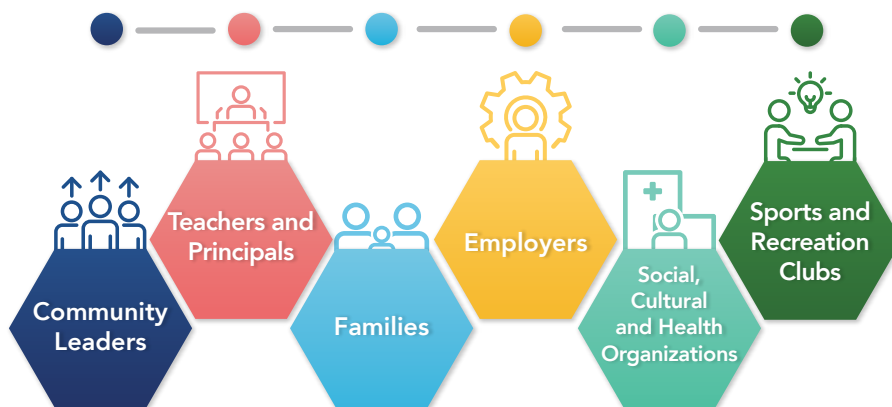 Community
Leaders
Teachers and
Principals
Families
Employers
Social,
Cultural
and Health
Organizations
Sports and
Recreation
Clubs